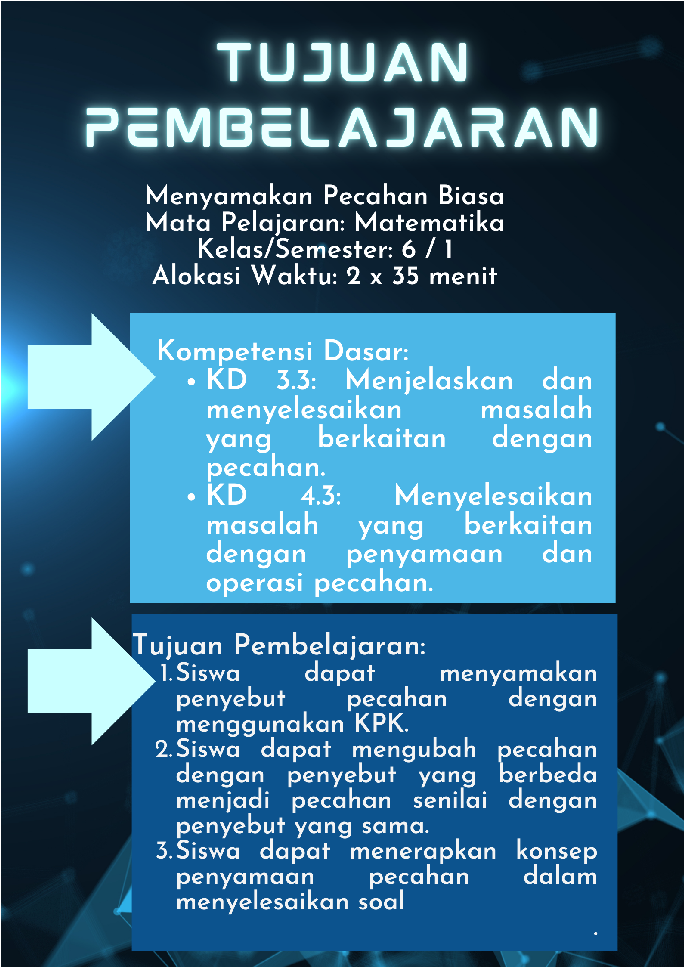 TUJUAN
PEMBELAJARAN
Menyamakan Pecahan Biasa
Mata Pelajaran: Matematika
Kelas/Semester: 6 / 1
Alokasi Waktu: 2 x 35 menit
Kompetensi Dasar:
• KD 3.3: Menjelaskan dan
menyelesaikan masalah
yang berkaitan dengan
pecahan.
• KD 4.3: Menyelesaikan
masalah yang berkaitan
dengan penyamaan dan
operasi pecahan.
Tujuan Pembelajaran:
1. Siswa dapat menyamakan
penyebut pecahan dengan
menggunakan KPK.
2. Siswa dapat mengubah pecahan
dengan penyebut yang berbeda
menjadi pecahan senilai dengan
penyebut yang sama.
3. Siswa dapat menerapkan konsep
penyamaan pecahan dalam
menyelesaikan soal
.